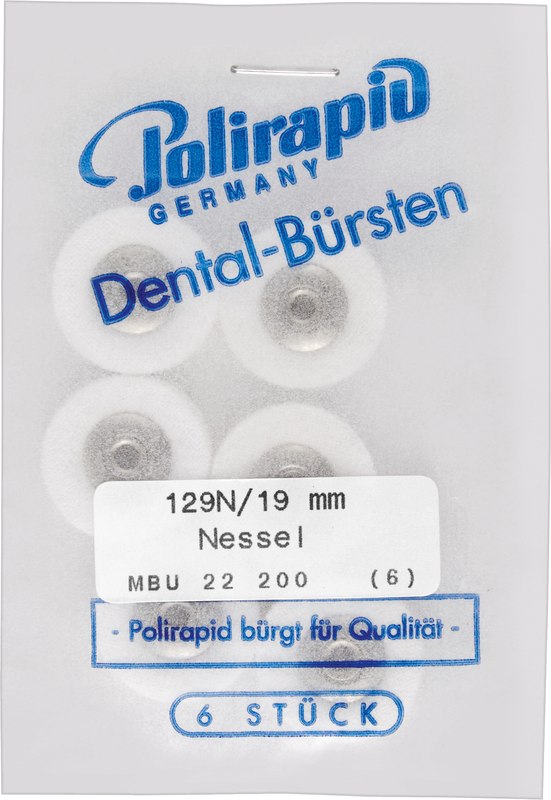 Polirapid
GERMANY
Dental-Bürsten
129N/19 mm
Nessel
MBU 22 200 (6)
- Polirapid bürgt für Qualität -
6 STÜCK